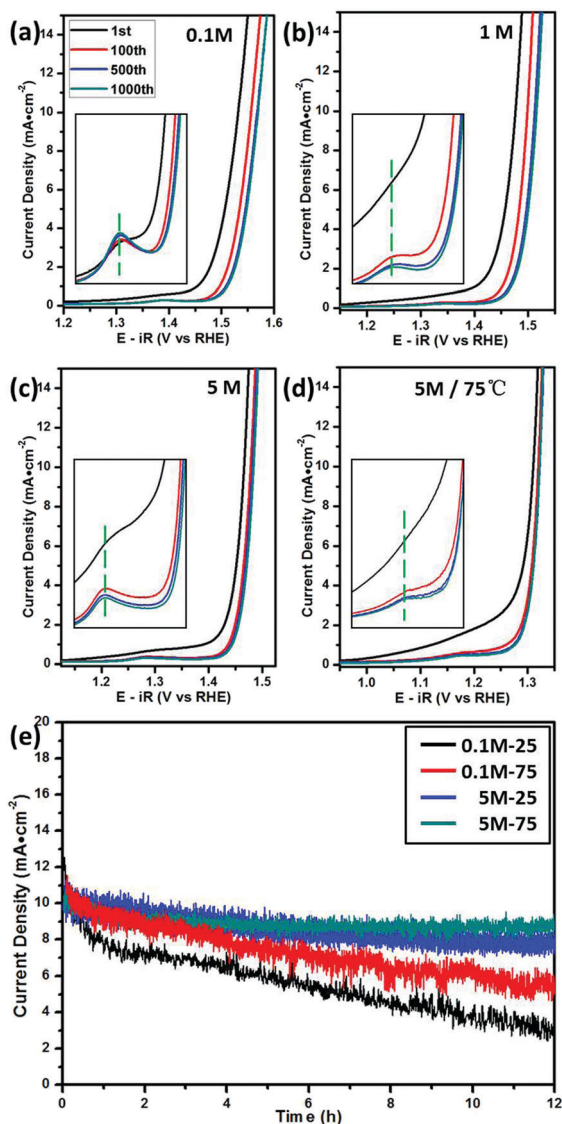 (a)
0.1M
1st
100th
500th
1000th
Current Density (mA•cm-2)
14
12
10
8
6
4
2
0
1.2 1.3 1.4 1.5 1.6
E - iR (V vs RHE)
(b)
1 M
Current Density (mA•cm-2)
14
12
10
8
6
4
2
0
1.2 1.3 1.4 1.5
E - iR (V vs RHE)
(c)
5 M
Current Density (mA•cm-2)
14
12
10
8
6
4
2
0
1.2 1.3 1.4 1.5
E - iR (V vs RHE)
(d)
5M / 75℃
Current Density (mA•cm-2)
14
12
10
8
6
4
2
0
1.0 1.1 1.2 1.3
E - iR (V vs RHE)
(e)
0.1M-25
0.1M-75
5M-25
5M-75
Current Density (mA•cm-2)
20
18
16
14
12
10
8
6
4
2
0
0 2 4 6 8 10 12
Time (h)